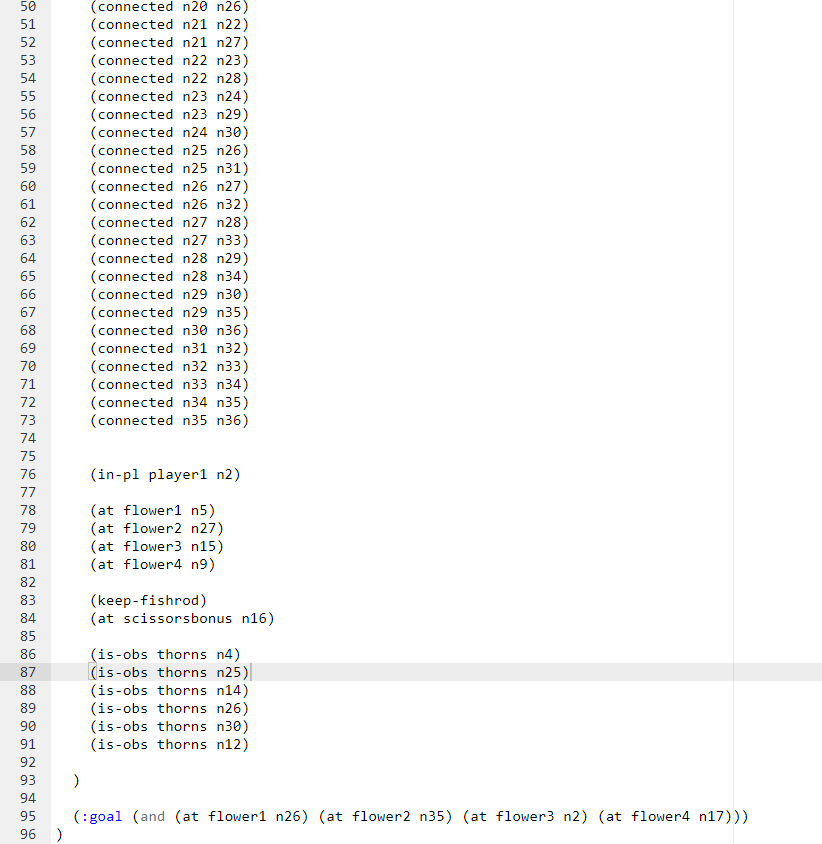 50 (connected n20 n26)
51 (connected n21 n22)
52 (connected n21 n27)
53 (connected n22 n23)
54 (connected n22 n28)
55 (connected n23 n24)
56 (connected n23 n29)
57 (connected n24 n30)
58 (connected n25 n26)
59 (connected n25 n31)
60 (connected n26 n27)
61 (connected n26 n32)
62 (connected n27 n28)
63 (connected n27 n33)
64 (connected n28 n29)
65 (connected n28 n34)
66 (connected n29 n30)
67 (connected n29 n35)
68 (connected n30 n36)
69 (connected n31 n32)
70 (connected n32 n33)
71 (connected n33 n34)
72 (connected n34 n35)
73 (connected n35 n36)
74
75
76 (in-pl player1 n2)
77
78 (at flower1 n5)
79 (at flower2 n27)
80 (at flower3 n15)
81 (at flower4 n9)
82
83 (keep-fishrod)
84 (at scissorsbonus n16)
85
86 (is-obs thorns n4)
87 (is-obs thorns n25)
88 (is-obs thorns n14)
89 (is-obs thorns n26)
90 (is-obs thorns n30)
91 (is-obs thorns n12)
92
93 )
94
95 (:goal (and (at flower1 n26) (at flower2 n35) (at flower3 n2) (at flower4 n17)))
96 )